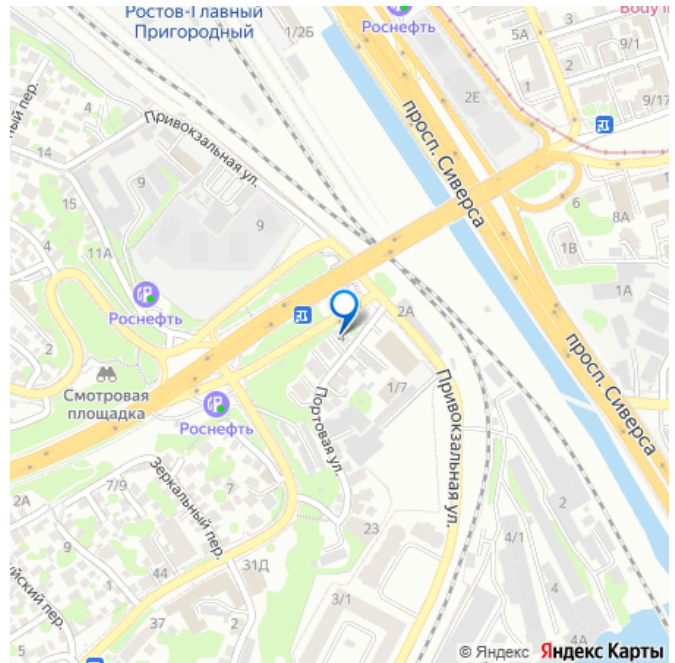 Ростов-Главный
Пригородный
1/2Б
Роснефть
5А
2
9/1
1
2Е
9/17
просп. Сиверса
Привокзальная ул.
4
14
9
15
9
6
8А
4
11А
1В
1А
Роснефть
2А
2
4
Смотровая
площадка
1/7
просп. Сиверса
Роснефть
Портовая ул.
Привокзальная ул.
Зеркальный пер.
2А
7/9
7
2
9
23
4/1
1
44
31Д
37
3/1
4
4А
5
© Яндекс Яндекс Карты